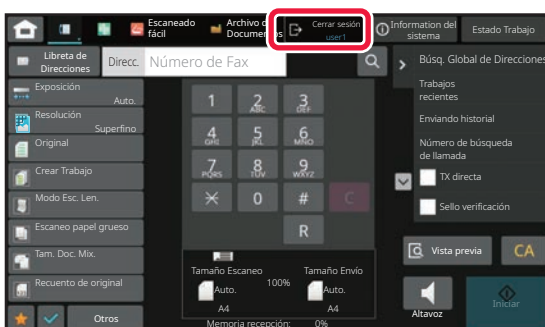 Escaneado
fácil
Archivo d
Documentos
Cerrar sesión
user1
Information del
sistema
Estado Trabajo
Libreta de
Direcciones
Direcc.
Número de Fax
Búsq. Global de Direcciones
Exposición
Auto.
Resolución
Superfino
Original
Crear Trabajo
Modo Esc. Len.
Escaneo papel
grueso
Tam. Doc. Mix.
Recuento de
original
Otros
1
2
ABC
3
DEF
4
GHI
5
JKL
6
MNO
7
PQRS
8
TUV
9
WXYZ
0
#
C
R
Trabajos
recientes
Enviando
historial
Número de búsqueda
de llamada
TX directa
Sello verificación
Vista previa
CA
Tamaño Escaneo
100%
Tamaño Envío
Auto.
Auto.
A4
A4
Memoria recepción: 0%
Altavoz
Iniciar